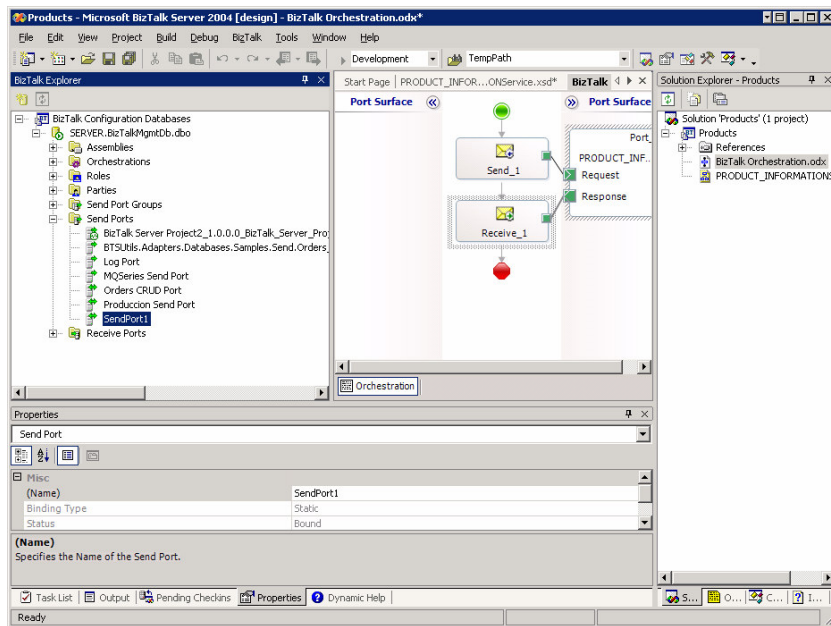 Products - Microsoft BizTalk Server 2004 [design] - BizTalk Orchestration.odx*
File Edit View Project Build Debug BizTalk Tools Window Help
Development TempPath
BizTalk Explorer
BizTalk Configuration Databases
SERVER.BizTalkMgmtDb.dbo
Assemblies
Orchestrations
Roles
Parties
Send Port Groups
Send Ports
BizTalk Server Project2_1.0.0.0_BizTalk_Server_Pro
BTSUtils.Adapters.Databases.Samples.Send.Orders_
Log Port
MQSeries Send Port
Orders CRUD Port
Produccion Send Port
SendPort1
Receive Ports
Start Page PRODUCT_INFOR...ONService.xsd* BizTalk
Port Surface Port Surface
Send_1
Receive_1
Port_
PRODUCT_INF..
Request
Response
Orchestration
Solution Explorer - Products
Solution 'Products' (1 project)
Products
References
BizTalk Orchestration.odx
PRODUCT_INFORMATIONS
Properties
Send Port
Misc
(Name) SendPort1
Binding Type Static
Status Bound
(Name)
Specifies the Name of the Send Port.
Task List Output Pending Checkins Properties Dynamic Help
S... O... C... I...
Ready